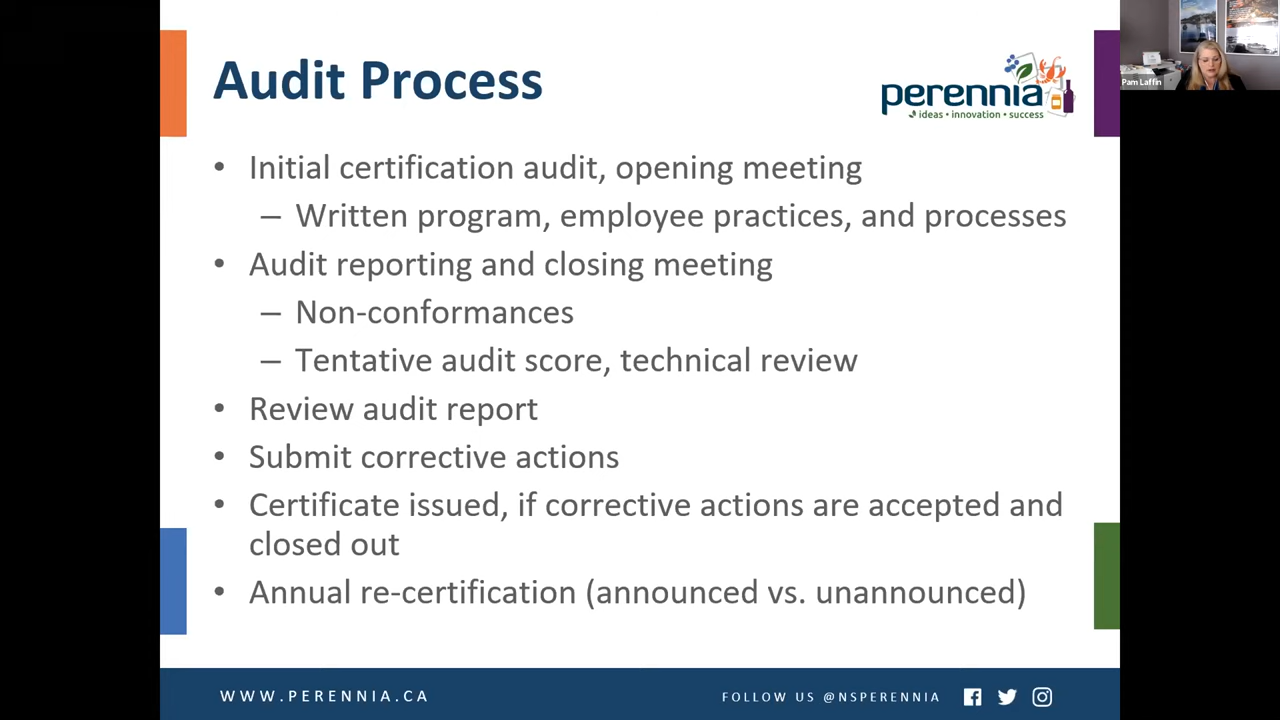 Audit Process
perennia
ideas • innovation • success
Pam Laffin
• Initial certification audit, opening meeting
– Written program, employee practices, and processes
• Audit reporting and closing meeting
– Non-conformances
– Tentative audit score, technical review
• Review audit report
• Submit corrective actions
• Certificate issued, if corrective actions are accepted and
closed out
• Annual re-certification (announced vs. unannounced)
WWW.PERENNIA.CA
FOLLOW US @NSPERENNIA